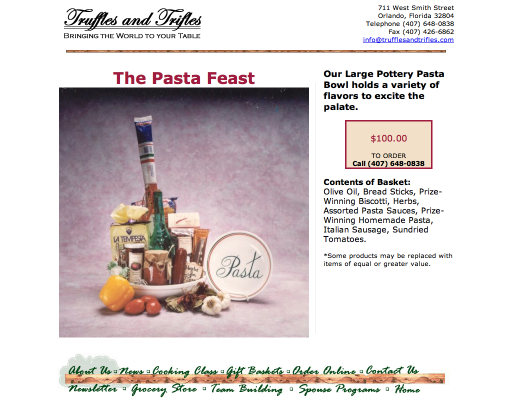 Truffles and Trifles
BRINGING THE WORLD TO YOUR TABLE
711 West Smith Street
Orlando, Florida 32804
Telephone (407) 648-0838
Fax (407) 426-6862
info@trufflesandtrifles.com
The Pasta Feast
LA TEMPESTA
Pasta
Our Large Pottery Pasta
Bowl holds a variety of
flavors to excite the
palate.
$100.00
TO ORDER
Call (407) 648-0838
Contents of Basket:
Olive Oil, Bread Sticks, Prize-
Winning Biscotti, Herbs,
Assorted Pasta Sauces, Prize-
Winning Homemade Pasta,
Italian Sausage, Sundried
Tomatoes.
*Some products may be replaced with
items of equal or greater value.
About Us News Cooking Class Gift Baskets Order Online Contact Us
Newsletter Grocery Store Team Building Spouse Programs Home